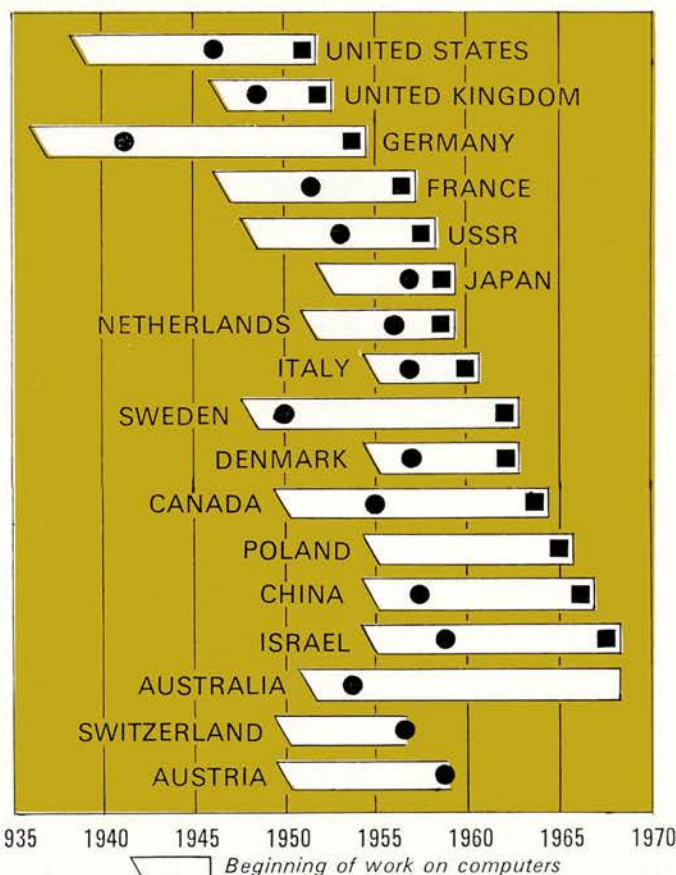 UNITED STATES
UNITED KINGDOM
GERMANY
FRANCE
USSR
JAPAN
NETHERLANDS
ITALY
SWEDEN
DENMARK
CANADA
POLAND
CHINA
ISRAEL
AUSTRALIA
SWITZERLAND
AUSTRIA
935 1940 1945 1950 1955 1960 1965 1970
Beginning of work on computers